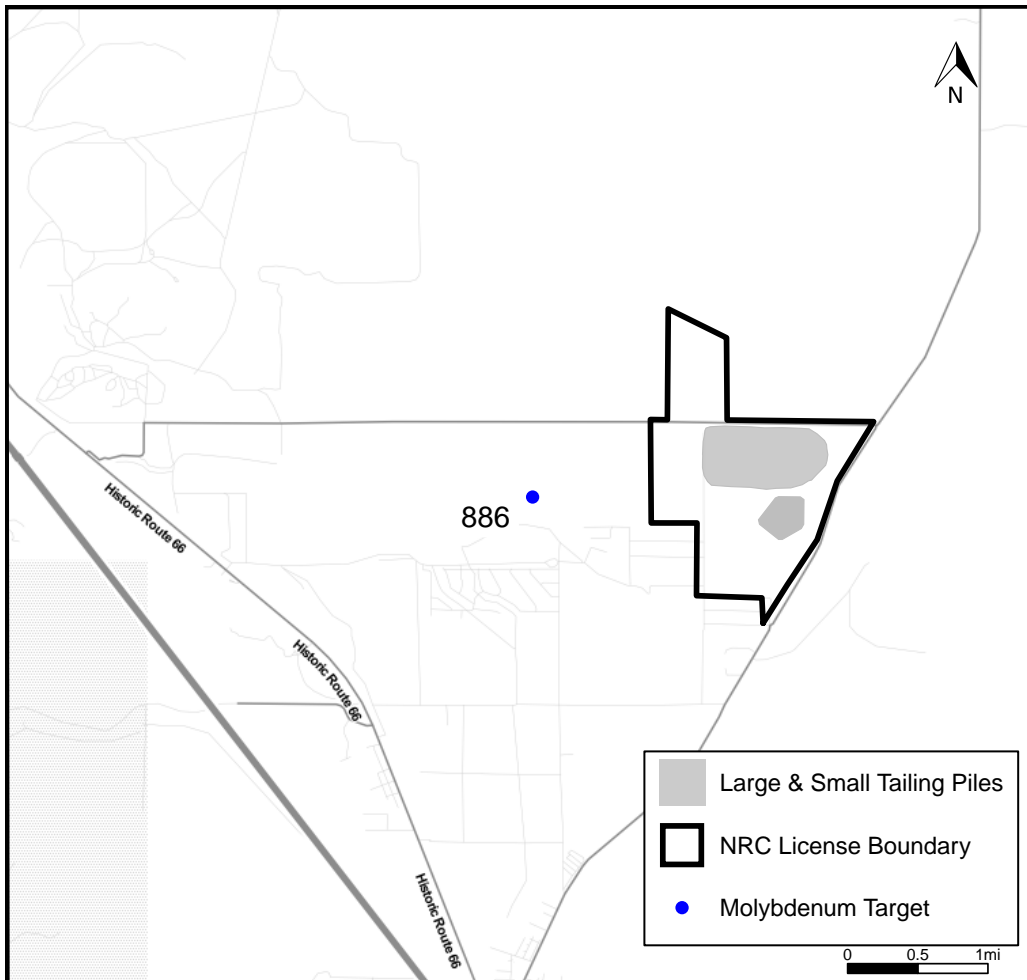 N
886
Historic Route 66
Historic Route 66
Historic Route 66
Large & Small Tailing Piles
NRC License Boundary
Molybdenum Target
0 0.5 1mi